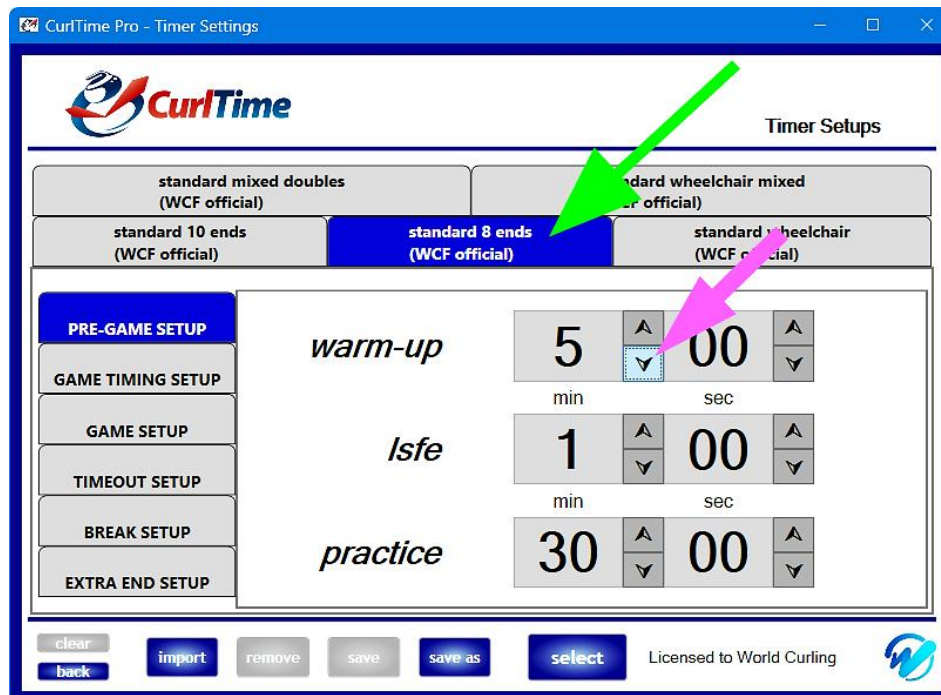 CurlTime Pro - Timer Settings
CurlTime
Timer Setups
standard mixed doubles
(WCF official)
wheelchair mixed
official)
standard 10 ends
(WCF official)
standard 8 ends
(WCF official)
standard wheelchair
(WCF
PRE-GAME SETUP
GAME TIMING SETUP
GAME SETUP
TIMEOUT SETUP
BREAK SETUP
EXTRA END SETUP
warm-up 5 00
min sec
lsfe 1 00
min sec
practice 30 00
clear
back
import remove save save as select Licensed to World Curling